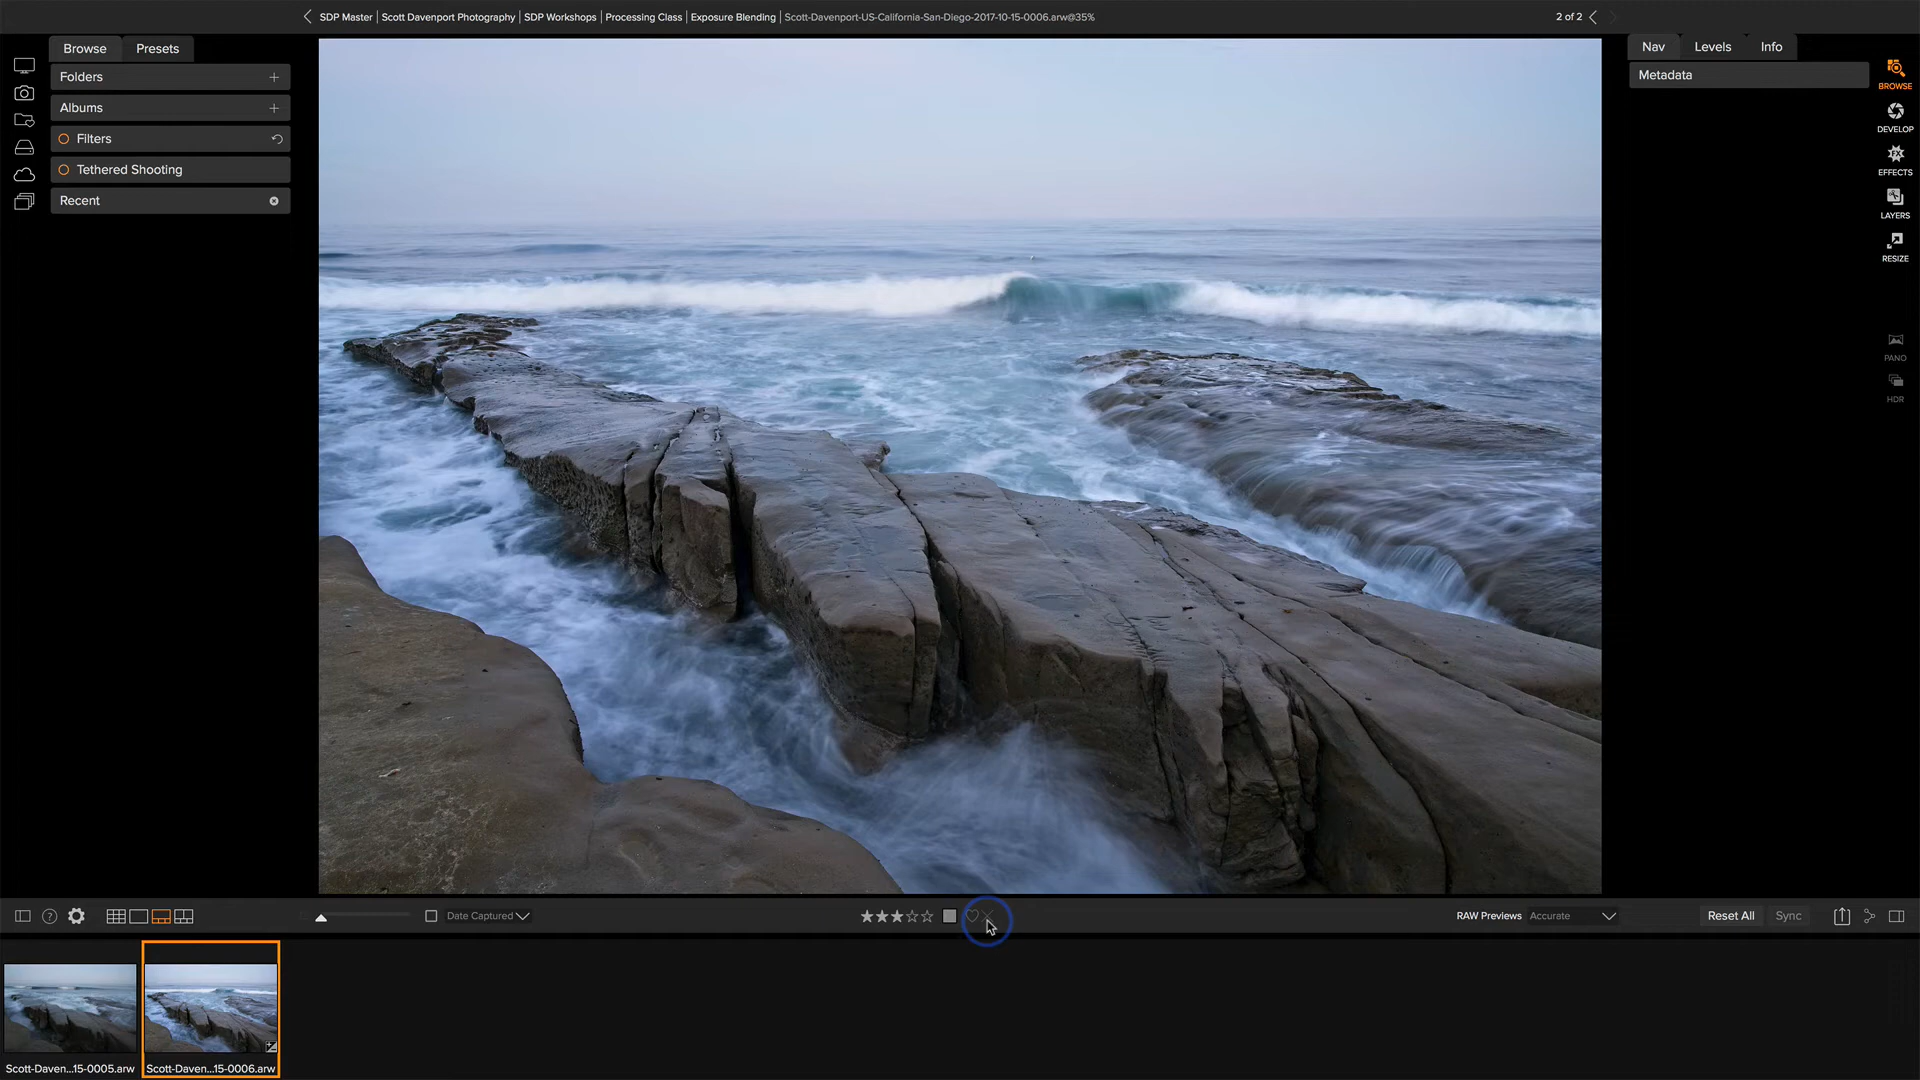 SDP Master | Scott Davenport Photography | SDP Workshops | Processing Class | Exposure Blending | Scott-Davenport-US-California-San-Diego-2017-10-15-0006.arw@35%
2 of 2
Browse Presets
Folders
Albums
Filters
Tethered Shooting
Recent
Nav Levels Info
Metadata
BROWSE
DEVELOP
FX
EFFECTS
LAYERS
RESIZE
PANO
HDR
Date Captured
RAW Previews Accurate
Reset All Sync
Scott-Daven...15-0005.arw
Scott-Daven...15-0006.arw